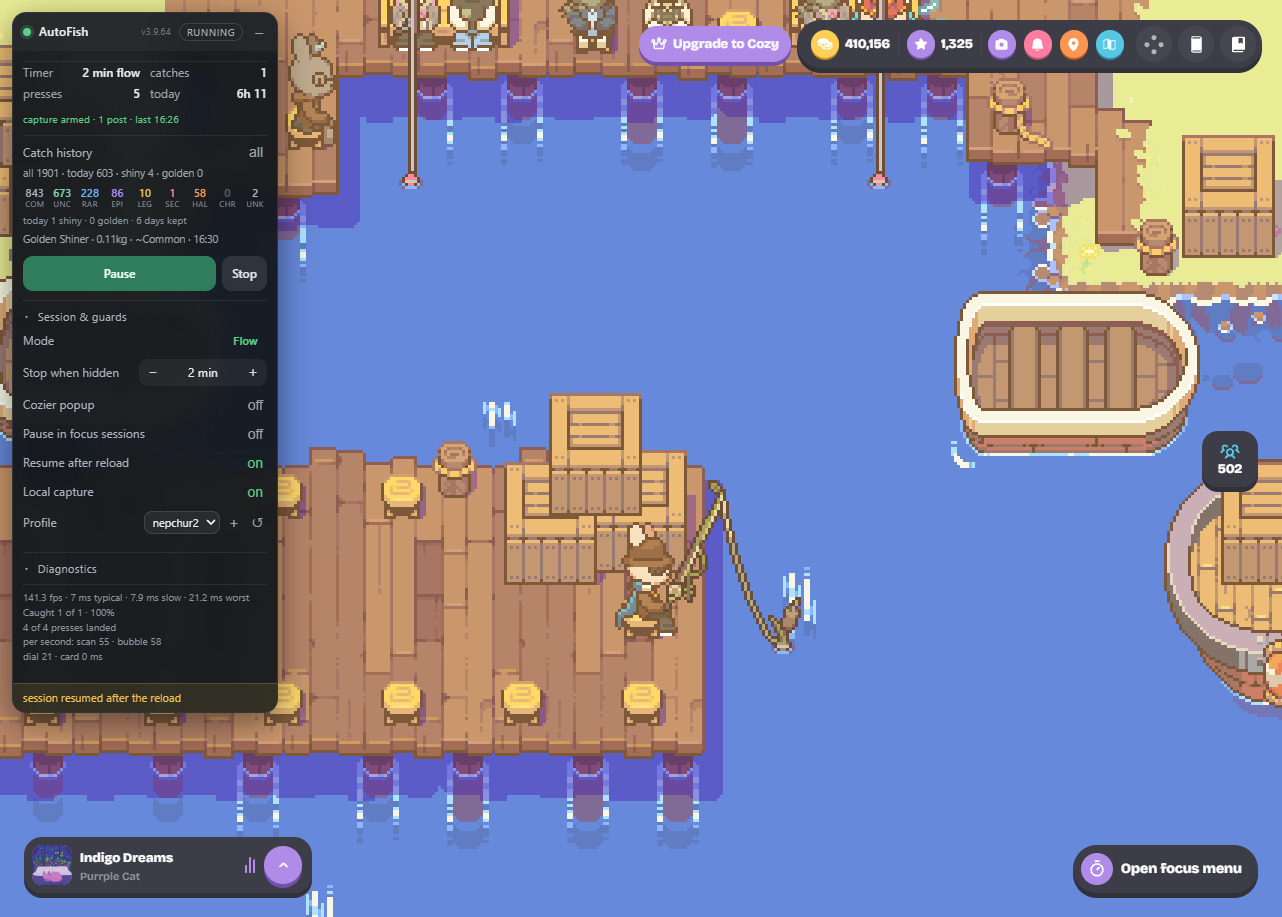 AutoFish v3.9.64 RUNNING –
Timer 2 min flow catches 1
presses 5 today 6h 11
capture armed · 1 post · last 16:26
Catch history all
all 1901 · today 603 · shiny 4 · golden 0
843 673 228 86 10 1 58 0 2
COM UNC RAR EPI LEG SEC HAL CHR UNK
today 1 shiny · 0 golden · 6 days kept
Golden Shiner · 0.11kg · ~Common · 16:30
Pause Stop
Session & guards
Mode Flow
Stop when hidden − 2 min +
Cozier popup off
Pause in focus sessions off
Resume after reload on
Local capture on
Profile nepchur2 + ↺
Diagnostics
141.3 fps · 7 ms typical · 7.9 ms slow · 21.2 ms worst
Caught 1 of 1 · 100%
4 of 4 presses landed
per second: scan 55 · bubble 58
dial 21 · card 0 ms
session resumed after the reload
Upgrade to Cozy
410,156
1,325
502
Indigo Dreams
Purrple Cat
Open focus menu